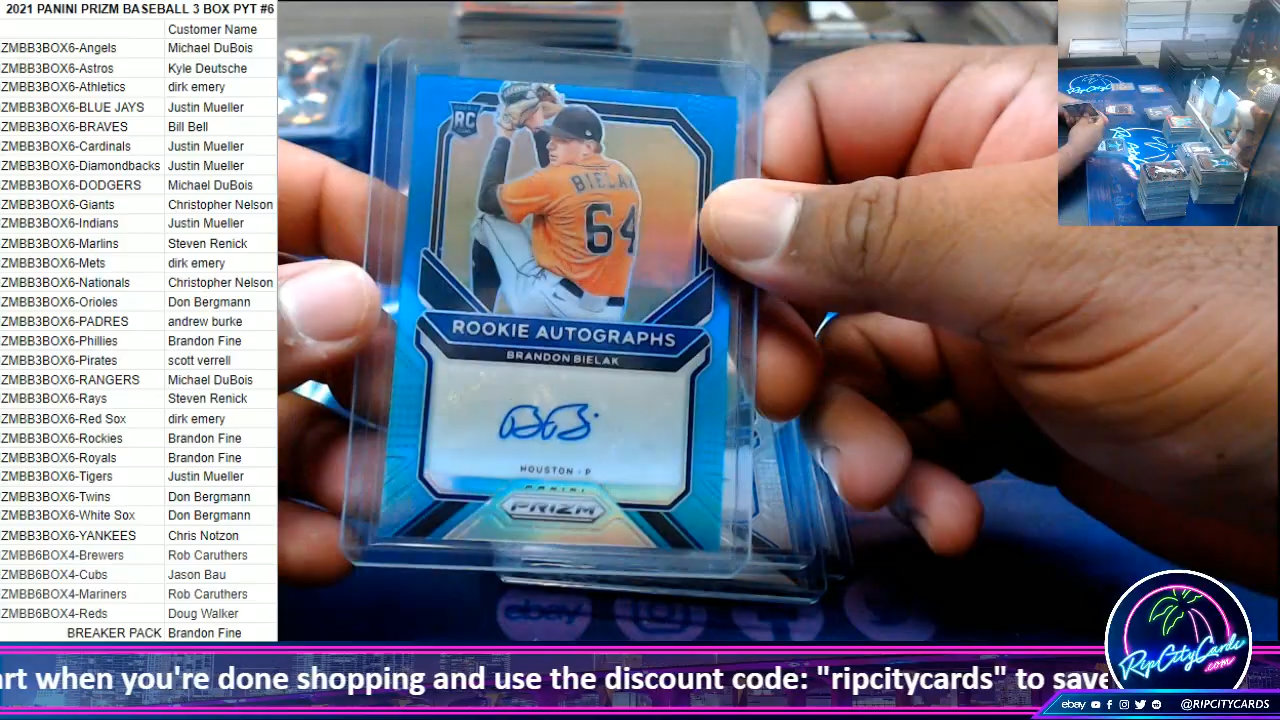 2021 PANINI PRIZM BASEBALL 3 BOX PYT #6
Customer Name
ZMBB3BOX6-Angels Michael DuBois
ZMBB3BOX6-Astros Kyle Deutsche
ZMBB3BOX6-Athletics dirk emery
ZMBB3BOX6-BLUE JAYS Justin Mueller
ZMBB3BOX6-BRAVES Bill Bell
ZMBB3BOX6-Cardinals Justin Mueller
ZMBB3BOX6-Diamondbacks Justin Mueller
ZMBB3BOX6-DODGERS Michael DuBois
ZMBB3BOX6-Giants Christopher Nelson
ZMBB3BOX6-Indians Justin Mueller
ZMBB3BOX6-Marlins Steven Renick
ZMBB3BOX6-Mets dirk emery
ZMBB3BOX6-Nationals Christopher Nelson
ZMBB3BOX6-Orioles Don Bergmann
ZMBB3BOX6-PADRES andrew burke
ZMBB3BOX6-Phillies Brandon Fine
ZMBB3BOX6-Pirates scott verrell
ZMBB3BOX6-RANGERS Michael DuBois
ZMBB3BOX6-Rays Steven Renick
ZMBB3BOX6-Red Sox dirk emery
ZMBB3BOX6-Rockies Brandon Fine
ZMBB3BOX6-Royals Brandon Fine
ZMBB3BOX6-Tigers Justin Mueller
ZMBB3BOX6-Twins Don Bergmann
ZMBB3BOX6-White Sox Don Bergmann
ZMBB3BOX6-YANKEES Chris Notzon
ZMBB6BOX4-Brewers Rob Caruthers
ZMBB6BOX4-Cubs Jason Bau
ZMBB6BOX4-Mariners Rob Caruthers
ZMBB6BOX4-Reds Doug Walker
BREAKER PACK Brandon Fine
RC
BIELAK
64
ROOKIE AUTOGRAPHS
BRANDON BIELAK
HOUSTON - P
PANINI
PRIZM
ebay
RipCityCards
.com
art when you're done shopping and use the discount code: "ripcitycards" to save
ebay @RIPCITYCARDS